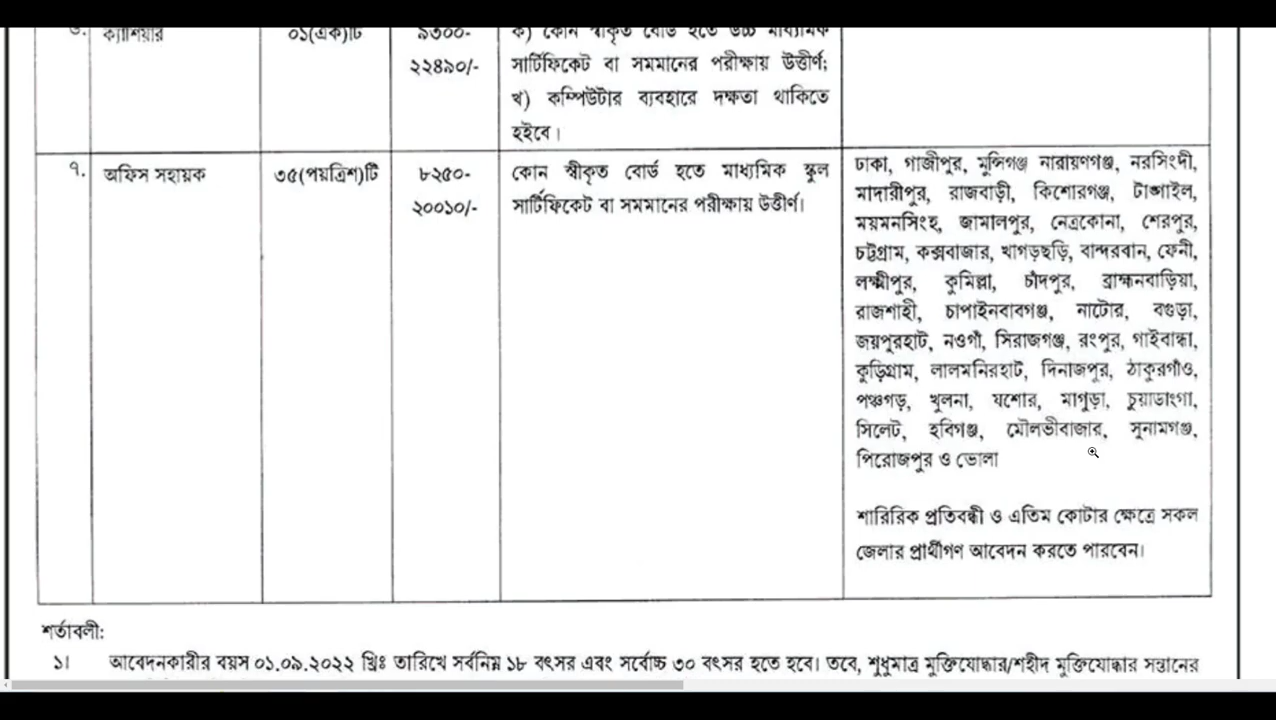 ৬. ক্যাশিয়ার ০১(এক)টি ৯৩০০- ক) কোন স্বীকৃত বোর্ড হতে উচ্চ মাধ্যমিক
২২৪৯০/- সার্টিফিকেট বা সমমানের পরীক্ষায় উত্তীর্ণ;
খ) কম্পিউটার ব্যবহারে দক্ষতা থাকিতে
হইবে।
৭. অফিস সহায়ক ৩৫(পয়ত্রিশ)টি ৮২৫০- কোন স্বীকৃত বোর্ড হতে মাধ্যমিক স্কুল
২০০১০/- সার্টিফিকেট বা সমমানের পরীক্ষায় উত্তীর্ণ।
ঢাকা, গাজীপুর, মুন্সিগঞ্জ নারায়ণগঞ্জ, নরসিংদী,
মাদারীপুর, রাজবাড়ী, কিশোরগঞ্জ, টাঙ্গাইল,
ময়মনসিংহ, জামালপুর, নেত্রকোনা, শেরপুর,
চট্টগ্রাম, কক্সবাজার, খাগড়ছড়ি, বান্দরবান, ফেনী,
লক্ষ্মীপুর, কুমিল্লা, চাঁদপুর, ব্রাহ্মনবাড়িয়া,
রাজশাহী, চাপাইনবাবগঞ্জ, নাটোর, বগুড়া,
জয়পুরহাট, নওগাঁ, সিরাজগঞ্জ, রংপুর, গাইবান্ধা,
কুড়িগ্রাম, লালমনিরহাট, দিনাজপুর, ঠাকুরগাঁও,
পঞ্চগড়, খুলনা, যশোর, মাগুড়া, চুয়াডাংগা,
সিলেট, হবিগঞ্জ, মৌলভীবাজার, সুনামগঞ্জ,
পিরোজপুর ও ভোলা
শারিরিক প্রতিবন্ধী ও এতিম কোটার ক্ষেত্রে সকল
জেলার প্রার্থীগণ আবেদন করতে পারবেন।
শর্তাবলী:
১। আবেদনকারীর বয়স ০১.০৯.২০২২ খ্রিঃ তারিখে সর্বনিম্ন ১৮ বৎসর এবং সর্বোচ্চ ৩০ বৎসর হতে হবে। তবে, শুধুমাত্র মুক্তিযোদ্ধার/শহীদ মুক্তিযোদ্ধার সন্তানের